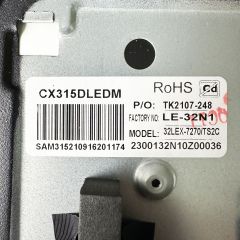 CX315DLEDM
RoHS
Cd
P/O: TK2107-248
FACTORY NO: LE-32N1
MODEL: 32LEX-7270/TS2C
SAM315210916201174
2300132N10Z00036